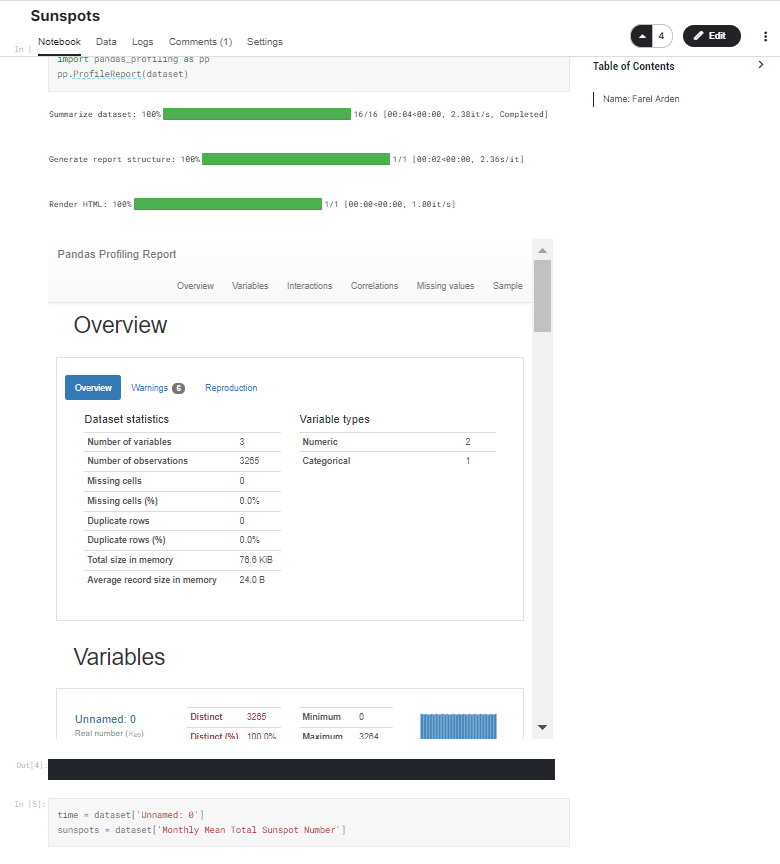 Sunspots
Notebook Data Logs Comments (1) Settings
4
Edit
In [
import pandas_profiling as pp
pp.ProfileReport(dataset)
Table of Contents
Name: Farel Arden
Summarize dataset: 100% 16/16 [00:04<00:00, 2.38it/s, Completed]
Generate report structure: 100% 1/1 [00:02<00:00, 2.36s/it]
Render HTML: 100% 1/1 [00:00<00:00, 1.80it/s]
Pandas Profiling Report
Overview Variables Interactions Correlations Missing values Sample
Overview
Overview Warnings 6 Reproduction
Dataset statistics
Number of variables 3
Number of observations 3265
Missing cells 0
Missing cells (%) 0.0%
Duplicate rows 0
Duplicate rows (%) 0.0%
Total size in memory 76.6 KiB
Average record size in memory 24.0 B
Variable types
Numeric 2
Categorical 1
Variables
Unnamed: 0
Real number (ℝ≥0)
Distinct 3265
Distinct (%) 100.0%
Minimum 0
Maximum 3264
Out[4]:
In [5]:
time = dataset['Unnamed: 0']
sunspots = dataset['Monthly Mean Total Sunspot Number']